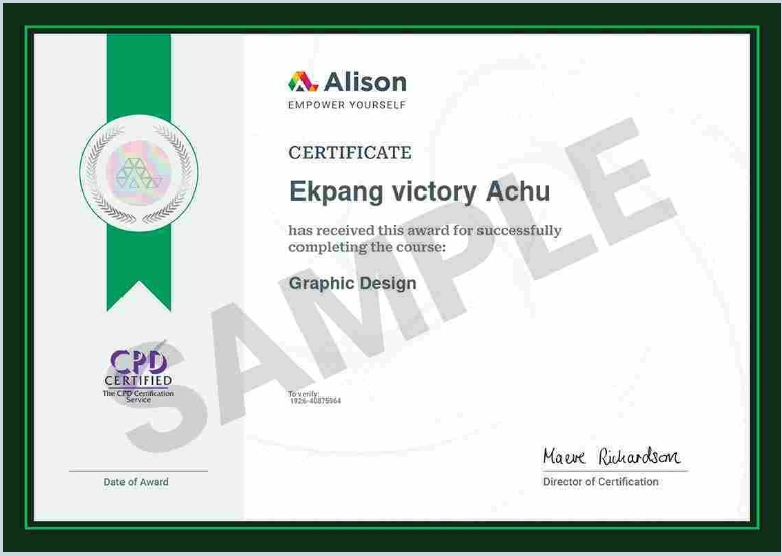 Alison
EMPOWER YOURSELF
CERTIFICATE
Ekpang victory Achu
has received this award for successfully
completing the course:
Graphic Design
SAMPLE
CPD
CERTIFIED
The CPD Certification
Service
To verify:
1926-40875964
Date of Award
Maeve Richardson
Director of Certification